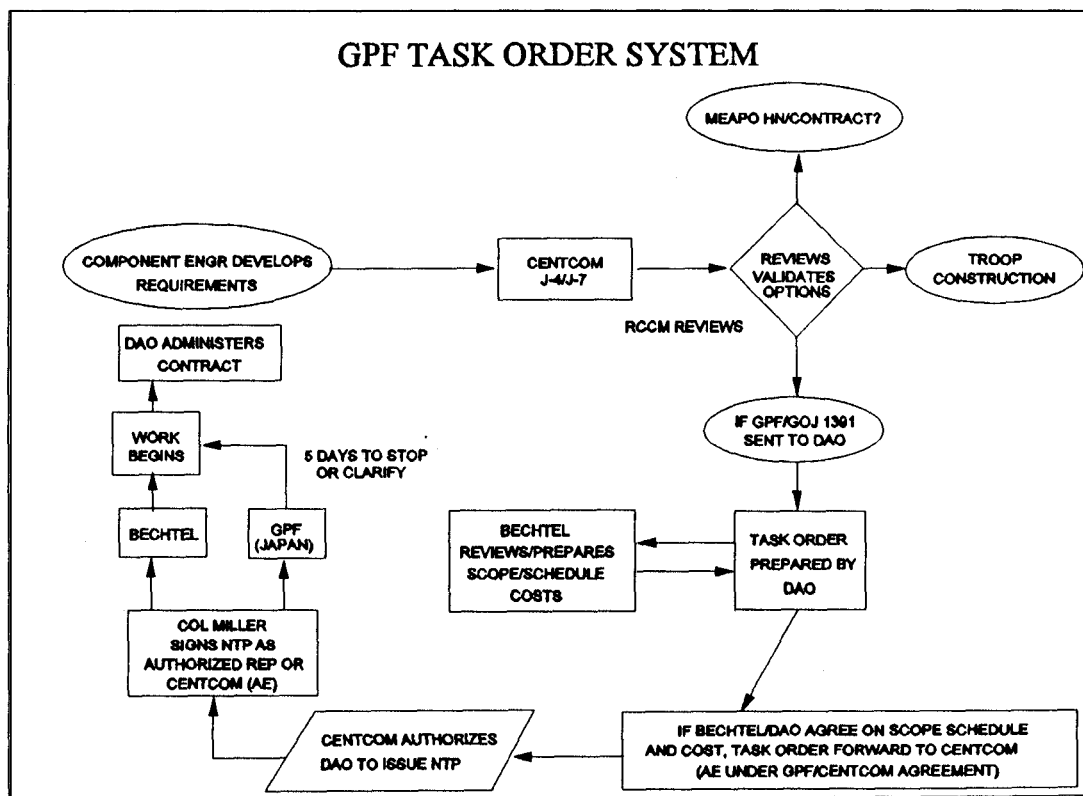 GPF TASK ORDER SYSTEM
MEAPO HN/CONTRACT?
COMPONENT ENGR DEVELOPS
REQUIREMENTS
CENTCOM
J-4/J-7
REVIEWS
VALIDATES
OPTIONS
TROOP
CONSTRUCTION
RCCM REVIEWS
DAO ADMINISTERS
CONTRACT
WORK
BEGINS
5 DAYS TO STOP
OR CLARIFY
IF GPF/GOJ 1391
SENT TO DAO
BECHTEL
GPF
(JAPAN)
BECHTEL
REVIEWS/PREPARES
SCOPE/SCHEDULE
COSTS
TASK ORDER
PREPARED BY
DAO
COL MILLER
SIGNS NTP AS
AUTHORIZED REP OR
CENTCOM (AE)
CENTCOM AUTHORIZES
DAO TO ISSUE NTP
IF BECHTEL/DAO AGREE ON SCOPE SCHEDULE
AND COST, TASK ORDER FORWARD TO CENTCOM
(AE UNDER GPF/CENTCOM AGREEMENT)